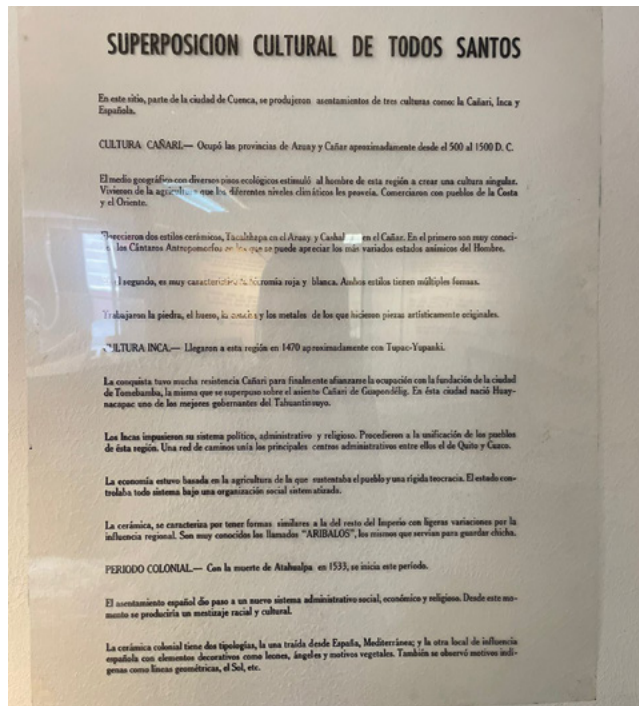 SUPERPOSICION CULTURAL DE TODOS SANTOS
En este sitio, parte de la ciudad de Cuenca, se produjeron asentamientos de tres culturas como: la Cañari, Inca y
Española.
CULTURA CAÑARI.— Ocupó las provincias de Azuay y Cañar aproximadamente desde el 500 al 1500 D. C.
El medio geográfico con diversos pisos ecológicos estimuló al hombre de esta región a crear una cultura singular.
Vivieron de la agricultura que los diferentes niveles climáticos les proveía. Comerciaron con pueblos de la Costa
y el Oriente.
Florecieron dos estilos cerámicos, Tacalshapa en el Azuay y en el Cañar. En el primero son muy conoci-
los Cántaros Antropomorfos en los que se puede apreciar los más variados estados anímicos del Hombre.
el segundo, es muy característico la bicromía roja y blanca. Ambos estilos tienen múltiples formas.
Trabajaron la piedra, el hueso, la concha y los metales de los que hicieron piezas artísticamente originales.
CULTURA INCA.— Llegaron a esta región en 1470 aproximadamente con Tupac-Yupanki.
La conquista tuvo mucha resistencia Cañari para finalmente afianzarse la ocupación con la fundación de la ciudad
de Tomebamba, la misma que se superpuso sobre el asiento Cañari de Guapondélig. En ésta ciudad nació Huay-
nacapac uno de los mejores gobernantes del Tahuantinsuyo.
Los Incas impusieron su sistema político, administrativo y religioso. Procedieron a la unificación de los pueblos
de ésta región. Una red de caminos unía los principales centros administrativos entre ellos el de Quito y Cuzco.
La economía estuvo basada en la agricultura de la que sustentaba el pueblo y una rígida teocracia. El estado con-
trolaba todo sistema bajo una organización social sistematizada.
La cerámica, se caracteriza por tener formas similares a la del resto del Imperio con ligeras variaciones por la
influencia regional. Son muy conocidos los llamados "ARIBALOS", los mismos que servían para guardar chicha.
PERIODO COLONIAL.— Con la muerte de Atahualpa en 1533, se inicia este período.
El asentamiento español dio paso a un nuevo sistema administrativo social, económico y religioso. Desde este mo-
mento se produciría un mestizaje racial y cultural.
La cerámica colonial tiene dos tipologías, la una traída desde España, Mediterránea; y la otra local de influencia
española con elementos decorativos como leones, ángeles y motivos vegetales. También se observó motivos indí-
genas como líneas geométricas, el Sol, etc.